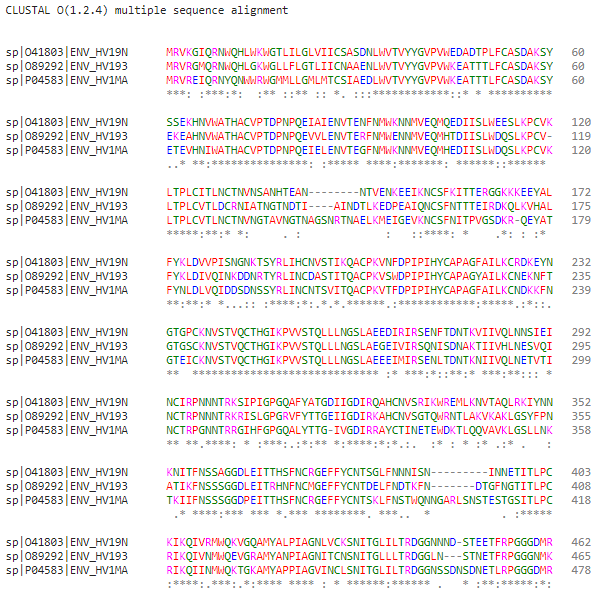 CLUSTAL O(1.2.4) multiple sequence alignment
sp|O41803|ENV_HV19N MRVKGIQRNWQHLWKWGTLILGLVIICSASDNLWVTVYYGVPVWEDADTPLFCASDAKSY 60
sp|O89292|ENV_HV193 MRVRGMQRNWQHLGKWGLLFLGTLIICNAAENLWVTVYYGVPVWKEATTTLFCASDAKSY 60
sp|P04583|ENV_HV1MA MRVREIQRNYQNWWRWGMMLLGMLMTCSIAEDLWVTVYYGVPVWKEATTTLFCASDAKSY 60
***: :***:*:  :** ::** :: *. :::************::* * **********
sp|O41803|ENV_HV19N SSEKHNVWATHACVPTDPNPQEIAIENVTENFNMWKNNMVEQMQEDIISLWEESLKPCVK 120
sp|O89292|ENV_HV193 EKEAHNVWATHACVPTDPNPQEVVLENVTERFNMWENNMVEQMHTDIISLWDQSLKPCV- 119
sp|P04583|ENV_HV1MA ETEVHNIWATHACVPTDPNPQEIELENVTEGFNMWKNNMVEQMHEDIISLWDQSLKPCVK 120
..* **:***************: :***** ****:*******: ******::******
sp|O41803|ENV_HV19N LTPLCITLNCTNVNSANHTEAN--------NTVENKEEIKNCSFKITTERGGKKKEEYAL 172
sp|O89292|ENV_HV193 LTPLCVTLDCRNIATNGTNDTI----AINDTLKEDPEAIQNCSFNTTTEIRDKQLKVHAL 175
sp|P04583|ENV_HV1MA LTPLCVTLNCTNVNGTAVNGTNAGSNRTNAELKMEIGEVKNCSFNITPVGSDKR-QEYAT 179
*****:**:* *:     . :            :   ::****: *    .*: : :*
sp|O41803|ENV_HV19N FYKLDVVPISNGNKTSYRLIHCNVSTIKQACPKVNFDPIPIHYCAPAGFAILKCRDKEYN 232
sp|O89292|ENV_HV193 FYKLDIVQINKDDNRTYRLINCDASTITQACPKVSWDPIPIHYCAPAGYAILKCNEKNFT 235
sp|P04583|ENV_HV1MA FYNLDLVQIDDSDNSSYRLINCNTSVITQACPKVTFDPIPIHYCAPAGFAILKCNDKKFN 239
**:**:* *...:: :****:*:.*.*.******.:************:*****.:*::.
sp|O41803|ENV_HV19N GTGPCKNVSTVQCTHGIKPVVSTQLLLNGSLAEEDIRIRSENFTDNTKVIIVQLNNSIEI 292
sp|O89292|ENV_HV193 GTGSCKNVSTVQCTHGIKPVVSTQLLLNGSLAEGEIVIRSQNISDNAKTIIVHLNESVQI 295
sp|P04583|ENV_HV1MA GTEICKNVSTVQCTHGIKPVVSTQLLLNGSLAEEEIMIRSENLTDNTKNIIVQLNETVTI 299
**  ***************************** :* ***:*::**:* ***:**::: *
sp|O41803|ENV_HV19N NCIRPNNNTRKSIPIGPGQAFYATGDIIGDIRQAHCNVSRIKWREMLKNVTAQLRKIYNN 352
sp|O89292|ENV_HV193 NCTRPNNNTRKRISLGPGRVFYTTGEIIGDIRKAHCNVSGTQWRNTLAKVKAKLGSYFPN 355
sp|P04583|ENV_HV1MA NCTRPGNNTRRGIHFGPGQALYTTG-IVGDIRRAYCTINETEWDKTLQQVAVKLGSLLNK 358
** **.****: * :***:.:*:** *:****:*:*.:.  :* : * :* .:* .   :
sp|O41803|ENV_HV19N KNITFNSSAGGDLEITTHSFNCRGEFFYCNTSGLFNNNISN---------INNETITLPC 403
sp|O89292|ENV_HV193 ATIKFNSSSGGDLEITRHNFNCMGEFFYCNTDELFNDTKFN-------DTGFNGTITLPC 408
sp|P04583|ENV_HV1MA TKIIFNSSSGGDPEITTHSFNCRGEFFYCNTSKLFNSTWQNNGARLSNSTESTGSITLPC 418
.* ****:*** *** *.*** ********. ***..  *            . :*****
sp|O41803|ENV_HV19N KIKQIVRMWQKVGQAMYALPIAGNLVCKSNITGLILTRDGGNNND-STEETFRPGGGDMR 462
sp|O89292|ENV_HV193 RIKQIVNMWQEVGRAMYANPIAGNITCNSNITGLLLTRDGGLN---STNETFRPGGGNMK 465
sp|P04583|ENV_HV1MA RIKQIINMWQKTGKAMYAPPIAGVINCLSNITGLILTRDGGNSSDNSDNETLRPGGGDMR 478
:****:.***:.*:**** **** : * ******:****** .   * :**:*****:*: